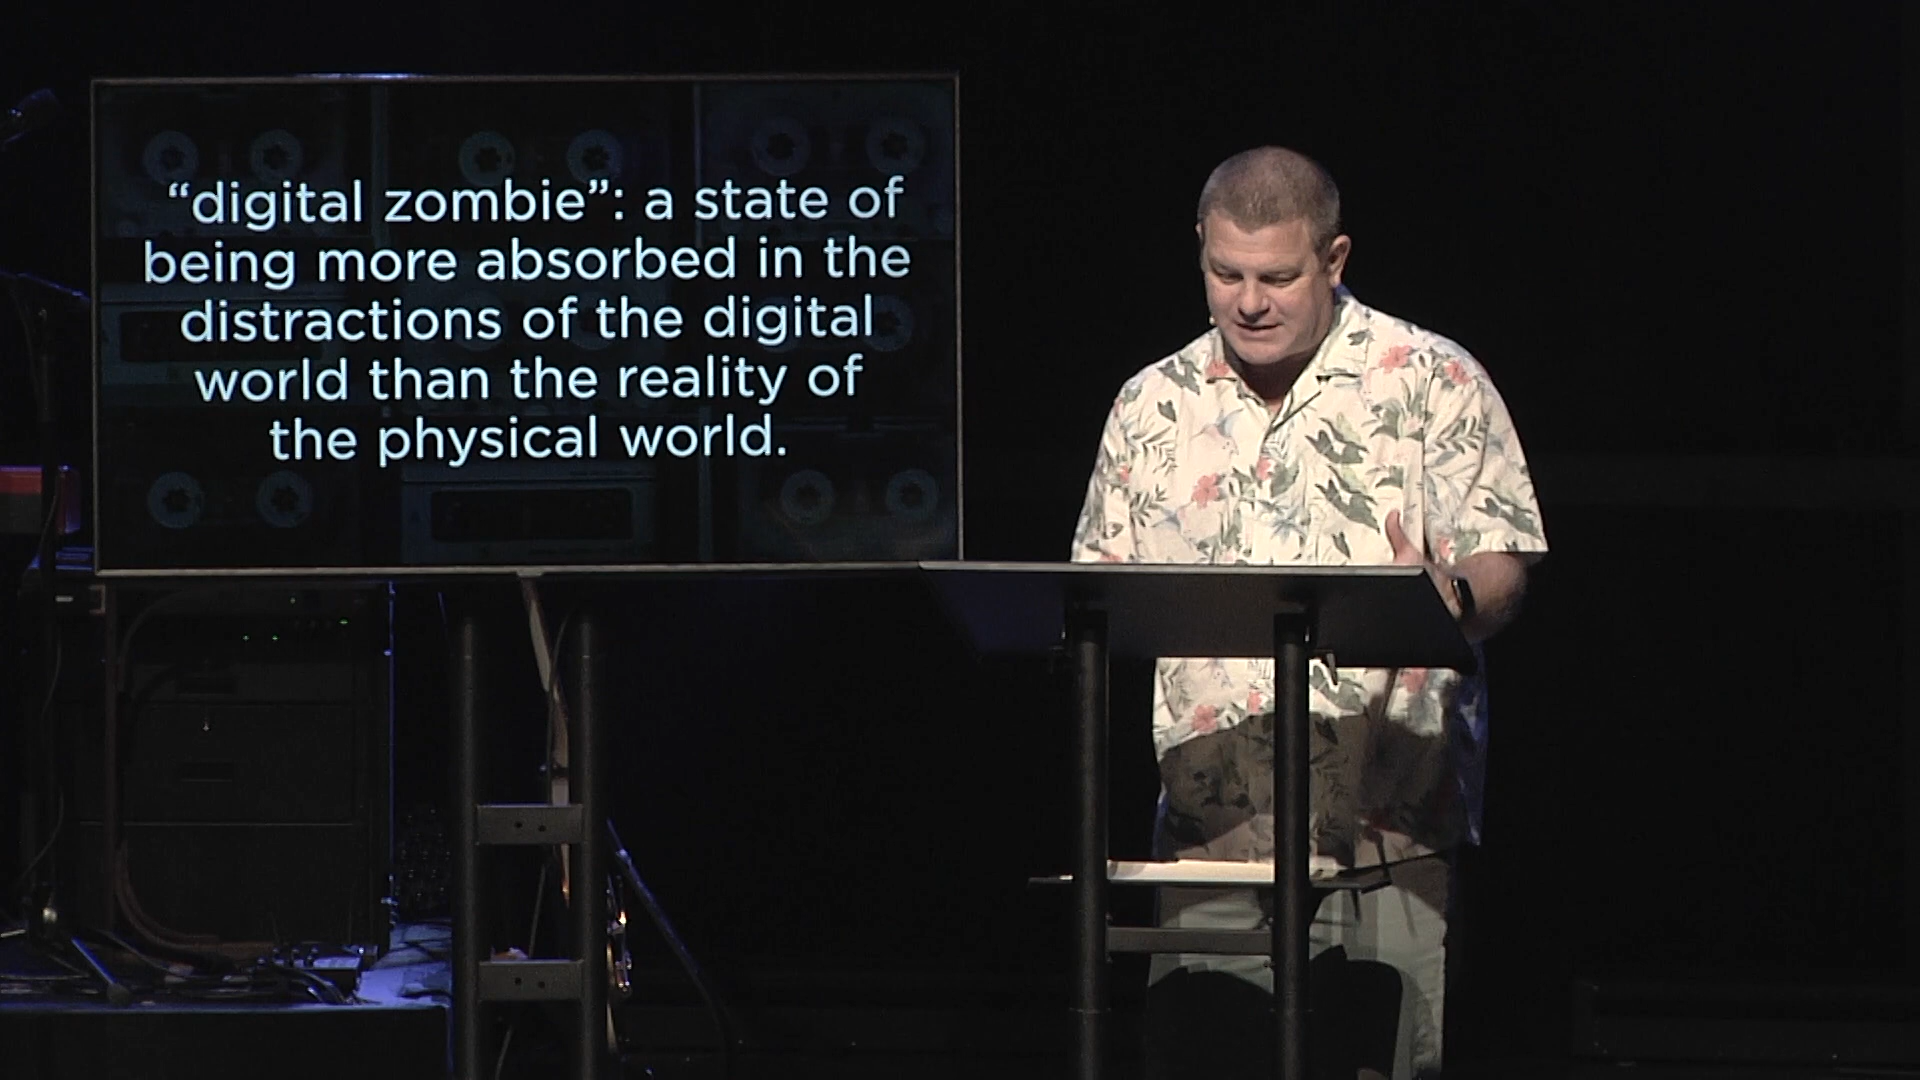 “digital zombie”: a state of
being more absorbed in the
distractions of the digital
world than the reality of
the physical world.